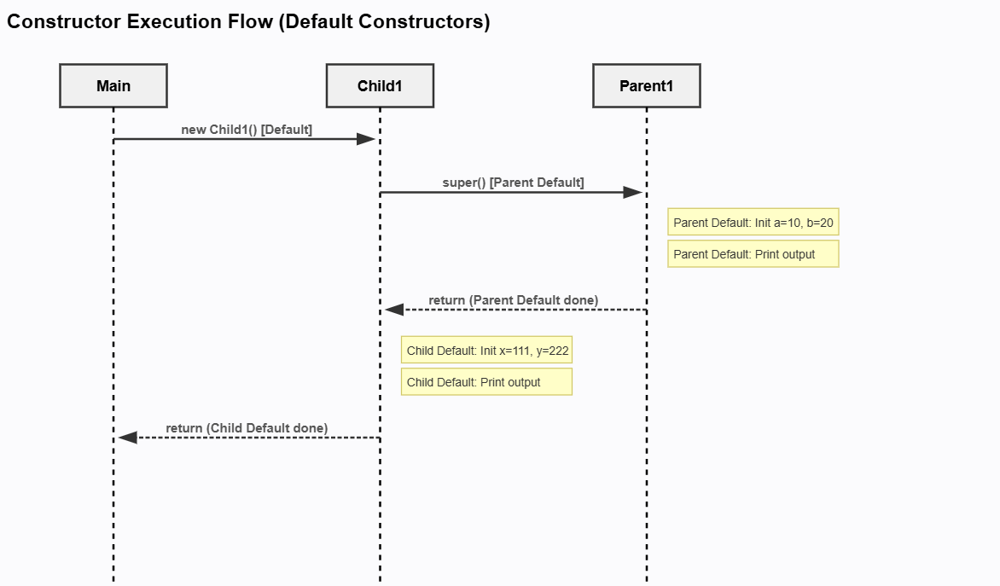 Constructor Execution Flow (Default Constructors)
Main
Child1
Parent1
new Child1() [Default]
super() [Parent Default]
Parent Default: Init a=10, b=20
Parent Default: Print output
return (Parent Default done)
Child Default: Init x=111, y=222
Child Default: Print output
return (Child Default done)